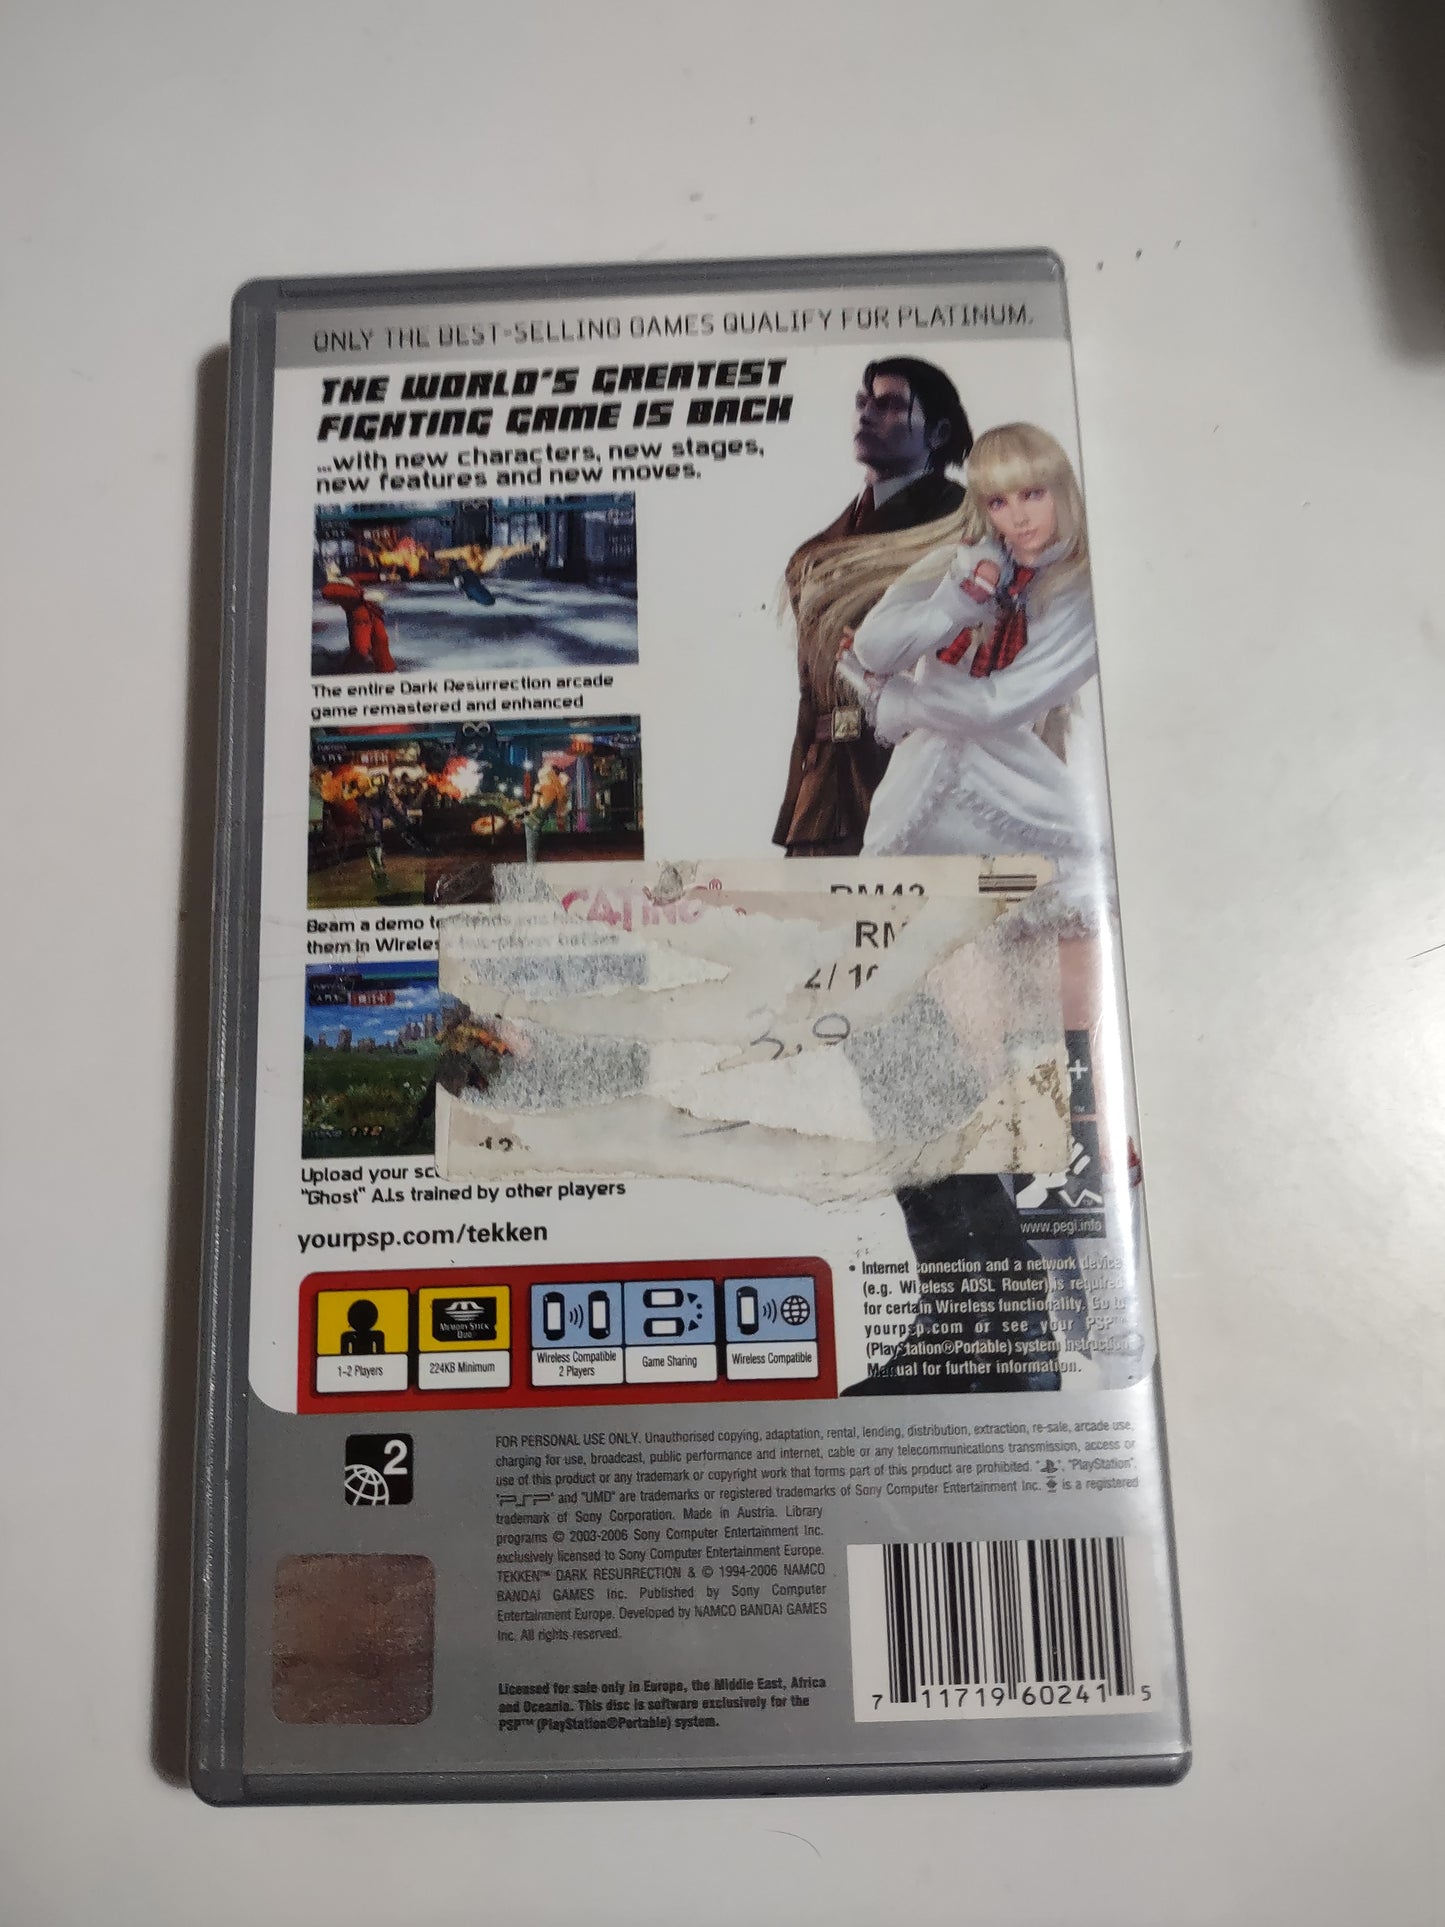 ONLY THE BEST-SELLING GAMES QUALIFY FOR PLATINUM.
THE WORLD'S GREATEST
FIGHTING GAME IS BACK
...with new characters, new stages,
new features and new moves.
The entire Dark Resurrection arcade
game remastered and enhanced
Beam a demo
them in Wireless
RM
2/10
3,0
Upload your
"Ghost" A.I.s trained by other players
yourpsp.com/tekken
+
www.pegi.info
• Internet connection and a network device
(e.g. Wireless ADSL Router) is required
for certain Wireless functionality. Go to
yourpsp.com or see your PSP™
(PlayStation®Portable) system Instruction
Manual for further information.
1-2 Players
MEMORY STICK
DUO
224KB Minimum
Wireless Compatible
2 Players
Game Sharing
Wireless Compatible
2
FOR PERSONAL USE ONLY. Unauthorised copying, adaptation, rental, lending, distribution, extraction, re-sale, arcade use,
charging for use, broadcast, public performance and internet, cable or any telecommunications transmission, access or
use of this product or any trademark or copyright work that forms part of this product are prohibited. " ", "PlayStation",
"PSP" and "UMD" are trademarks or registered trademarks of Sony Computer Entertainment Inc. is a registered
trademark of Sony Corporation. Made in Austria. Library
programs © 2003-2006 Sony Computer Entertainment Inc.
exclusively licensed to Sony Computer Entertainment Europe.
TEKKEN™ DARK RESURRECTION & © 1994-2006 NAMCO
BANDAI GAMES Inc. Published by Sony Computer
Entertainment Europe. Developed by NAMCO BANDAI GAMES
Inc. All rights reserved.
Licensed for sale only in Europe, the Middle East, Africa
and Oceania. This disc is software exclusively for the
PSP™ (PlayStation®Portable) system.
7 11719 60241 5